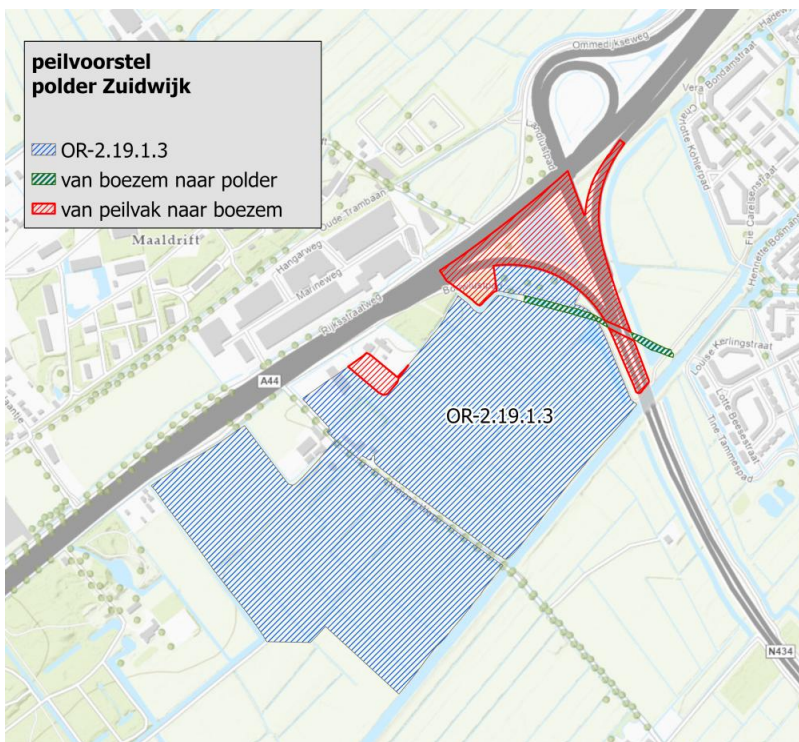 peilvoorstel
polder Zuidwijk
OR-2.19.1.3
van boezem naar polder
van peilvak naar boezem
Ommedijkseweg
Landlustpad
Vera Bondamstraat
Charlotte Köhlerpad
Oude Trambaan
Maaldrift
Hangarweg
Marineweg
Rijksstraatweg
A44
Louise Kerlingstraat
Lotte Beesestraat
Tine Tammespad
OR-2.19.1.3
N434